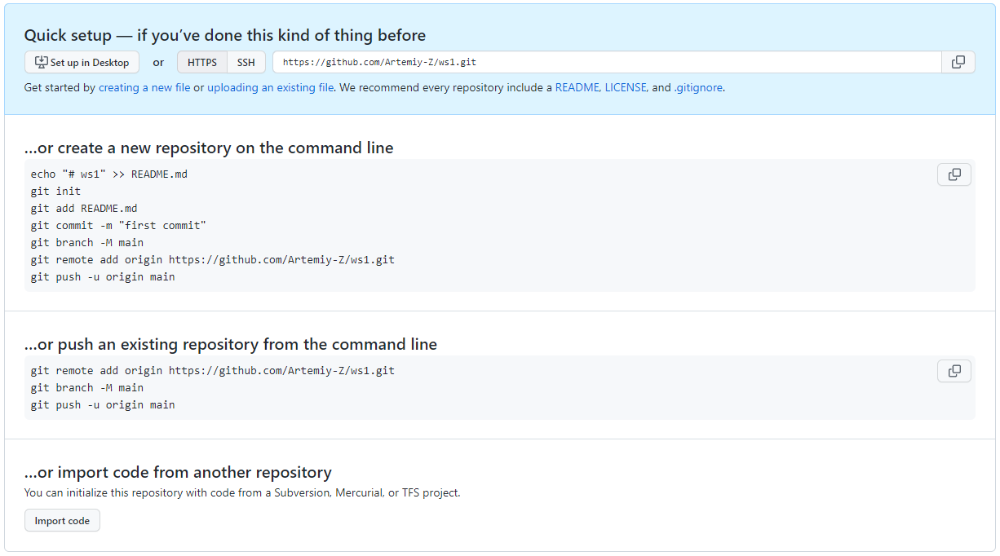 Quick setup — if you’ve done this kind of thing before
Set up in Desktop or HTTPS SSH https://github.com/Artemiy-Z/ws1.git
Get started by creating a new file or uploading an existing file. We recommend every repository include a README, LICENSE, and .gitignore.
…or create a new repository on the command line
echo "# ws1" >> README.md
git init
git add README.md
git commit -m "first commit"
git branch -M main
git remote add origin https://github.com/Artemiy-Z/ws1.git
git push -u origin main
…or push an existing repository from the command line
git remote add origin https://github.com/Artemiy-Z/ws1.git
git branch -M main
git push -u origin main
…or import code from another repository
You can initialize this repository with code from a Subversion, Mercurial, or TFS project.
Import code